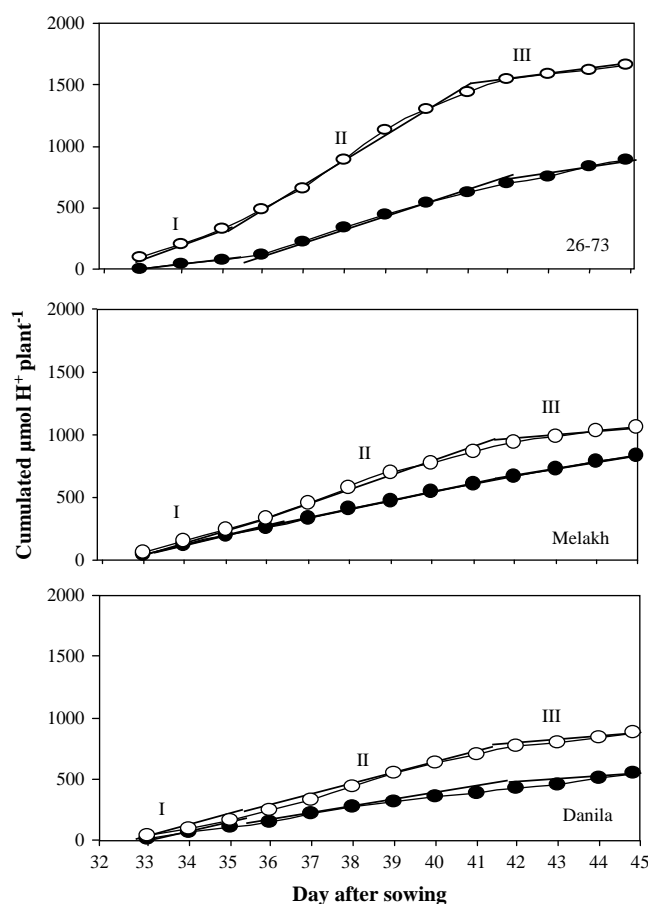 2000
1500
III
1000
II
500
I
0
26-73
2000
1500
1000
III
II
500
I
0
Melakh
2000
1500
1000
III
II
500
I
0
Danila
32 33 34 35 36 37 38 39 40 41 42 43 44 45
Day after sowing
Cumulated µmol H⁺ plant⁻¹